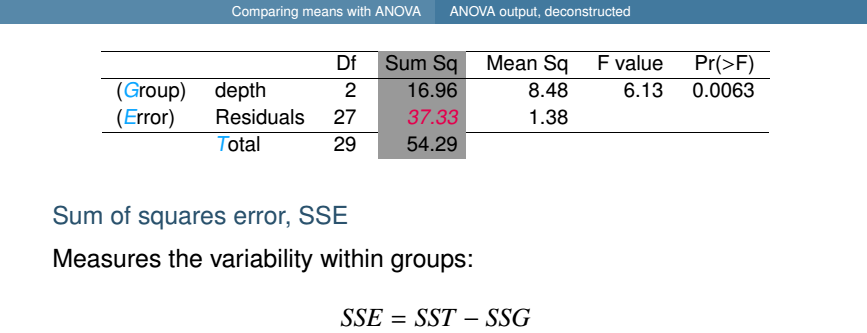 Comparing means with ANOVA ANOVA output, deconstructed
Df Sum Sq Mean Sq F value Pr(>F)
(Group) depth 2 16.96 8.48 6.13 0.0063
(Error) Residuals 27 37.33 1.38
Total 29 54.29
Sum of squares error, SSE
Measures the variability within groups:
SSE = SST − SSG